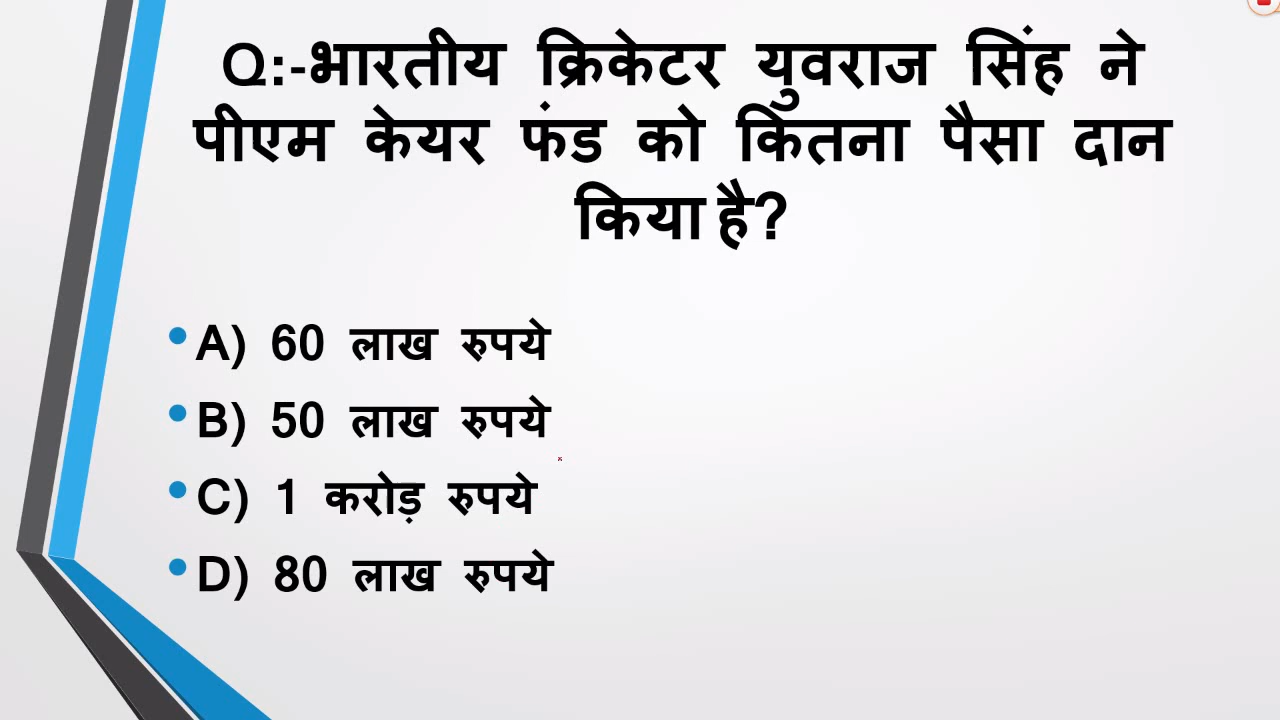 Q:-भारतीय क्रिकेटर युवराज सिंह ने
पीएम केयर फंड को कितना पैसा दान
किया है?
• A) 60 लाख रुपये
• B) 50 लाख रुपये
• C) 1 करोड़ रुपये
• D) 80 लाख रुपये